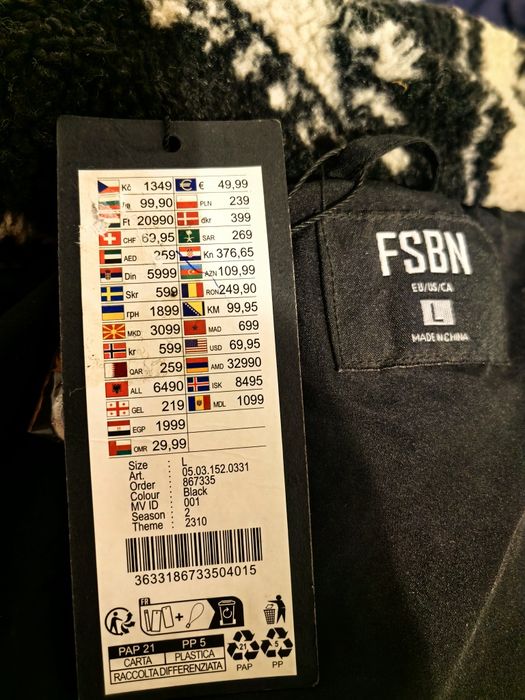 Kč 1349 € 49,99
лв 99,90 PLN 239
Ft 20990 dkr 399
CHF 69,95 SAR 269
AED 259 Kn 376,65
Din 5999 AZN 109,99
Skr 599 RON 249,90
грн 1899 KM 99,95
MKD 3099 MAD 699
kr 599 USD 69,95
QAR 259 AMD 32990
ALL 6490 ISK 8495
GEL 219 MDL 1099
EGP 1999
OMR 29,99
Size : L
Art. : 05.03.152.0331
Order : 867335
Colour : Black
MV ID : 001
Season : 2
Theme : 2310
3633186733504015
FR
PAP 21 PP 5
CARTA PLASTICA
RACCOLTA DIFFERENZIATA
21 5
PAP PP
FSBN
EU/US/CA
L
MADE IN CHINA